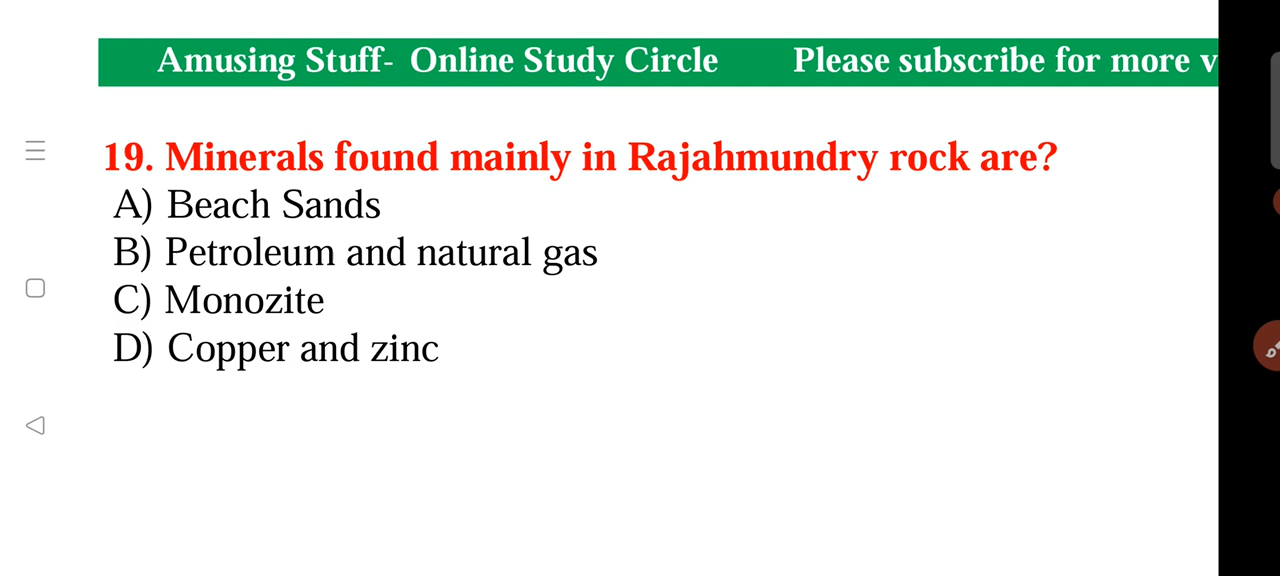 Amusing Stuff- Online Study Circle Please subscribe for more v
19. Minerals found mainly in Rajahmundry rock are?
A) Beach Sands
B) Petroleum and natural gas
C) Monozite
D) Copper and zinc